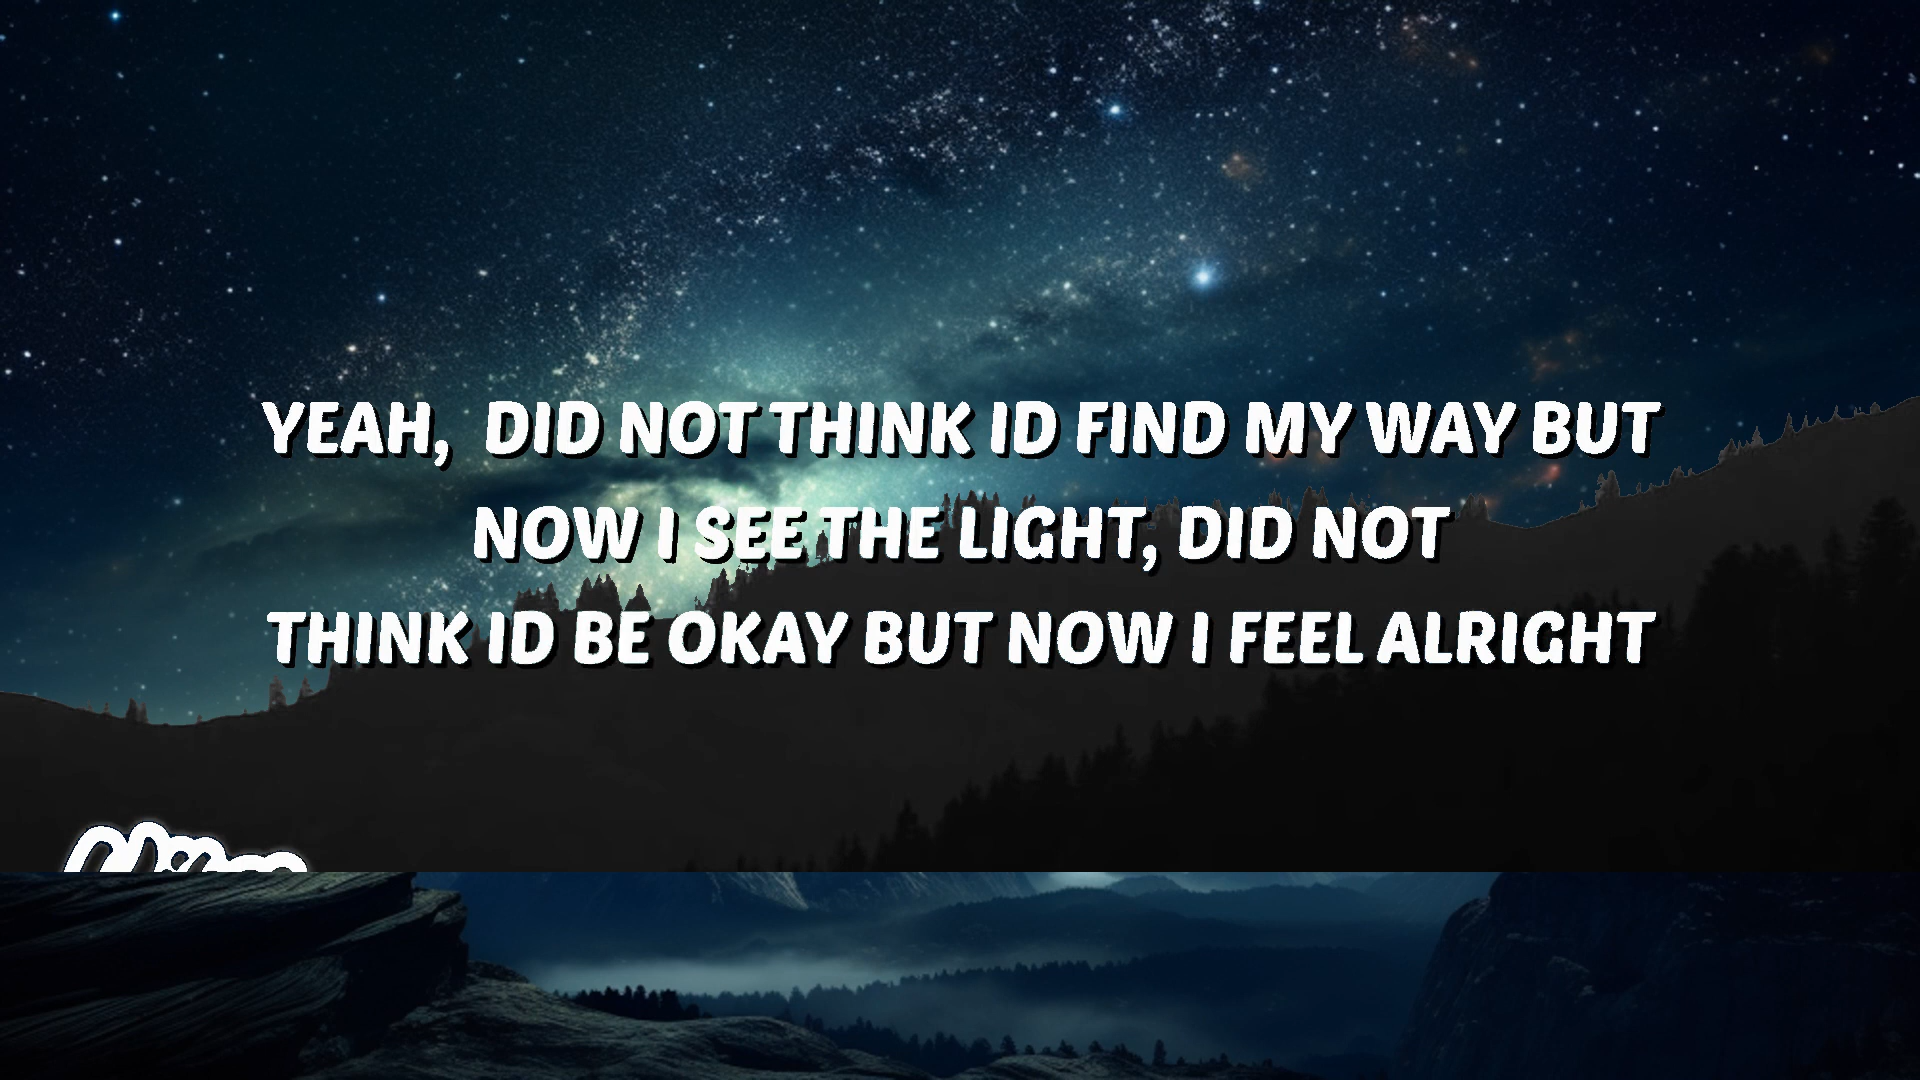 YEAH, DID NOT THINK ID FIND MY WAY BUT
NOW I SEE THE LIGHT, DID NOT
THINK ID BE OKAY BUT NOW I FEEL ALRIGHT